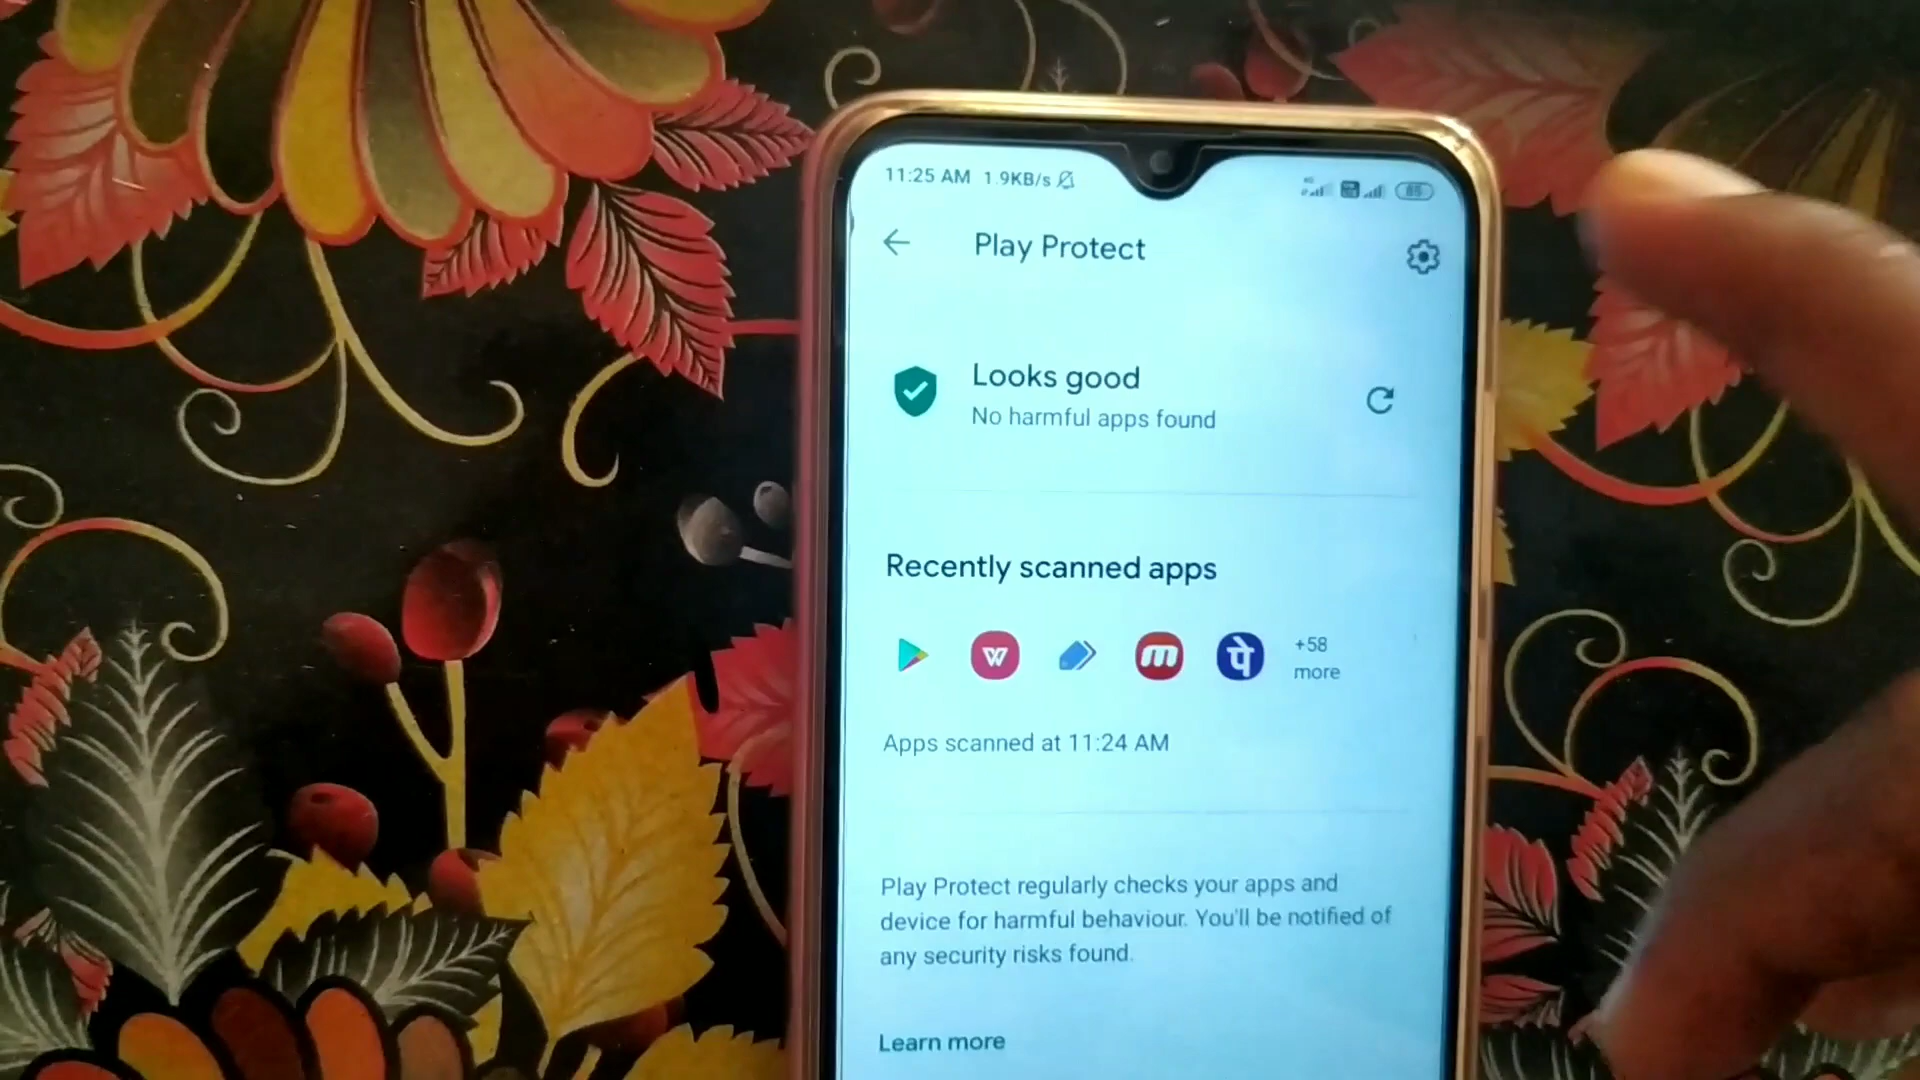 11:25 AM 1.9KB/s
85
Play Protect
Looks good
No harmful apps found
Recently scanned apps
W
m
पे
+58
more
Apps scanned at 11:24 AM
Play Protect regularly checks your apps and
device for harmful behaviour. You'll be notified of
any security risks found.
Learn more